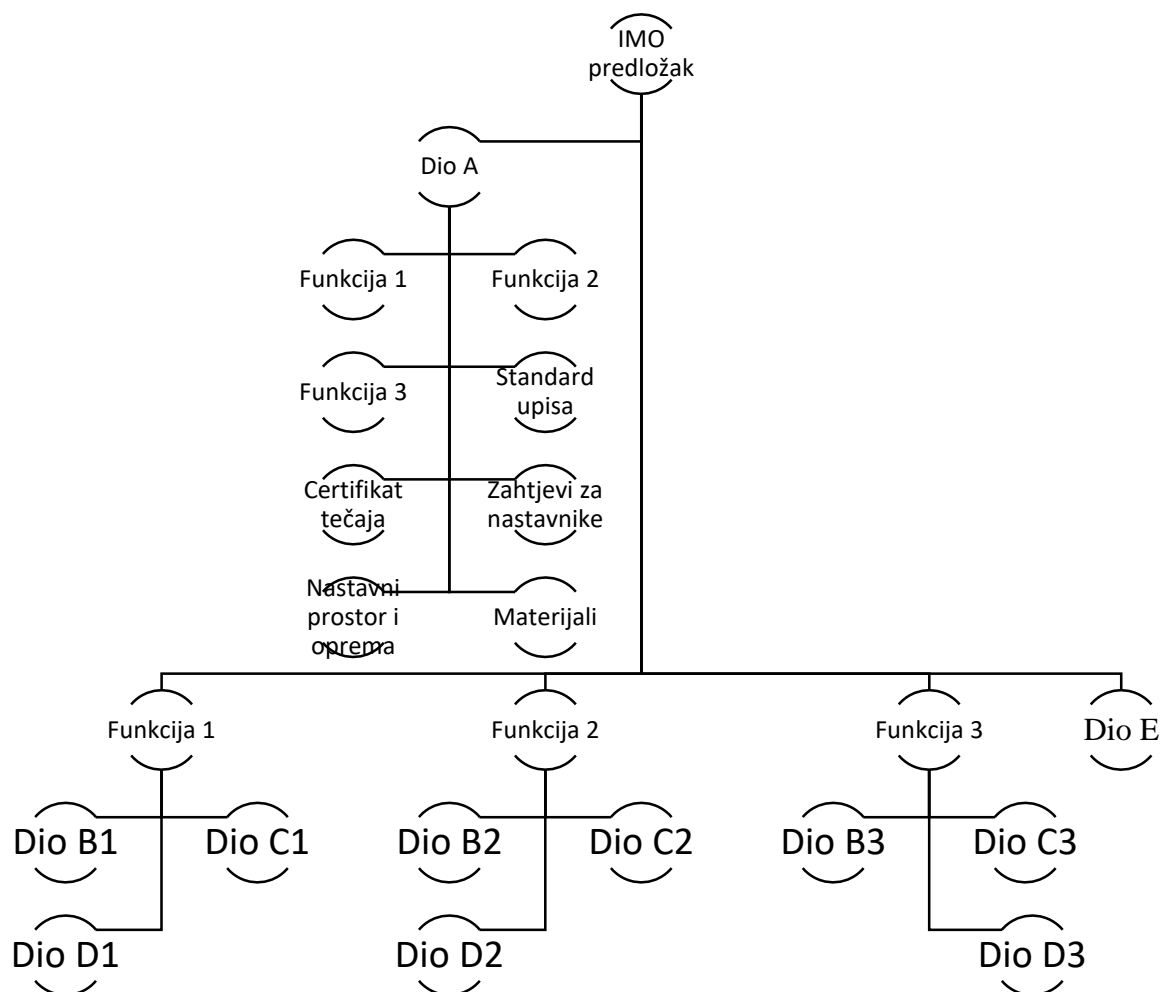 IMO
predložak
Dio A
Funkcija 1
Funkcija 2
Funkcija 3
Standard
upisa
Certifikat
tečaja
Zahtjevi za
nastavnike
Nastavni
prostor i
oprema
Materijali
Funkcija 1
Funkcija 2
Funkcija 3
Dio E
Dio B1
Dio C1
Dio B2
Dio C2
Dio B3
Dio C3
Dio D1
Dio D2
Dio D3